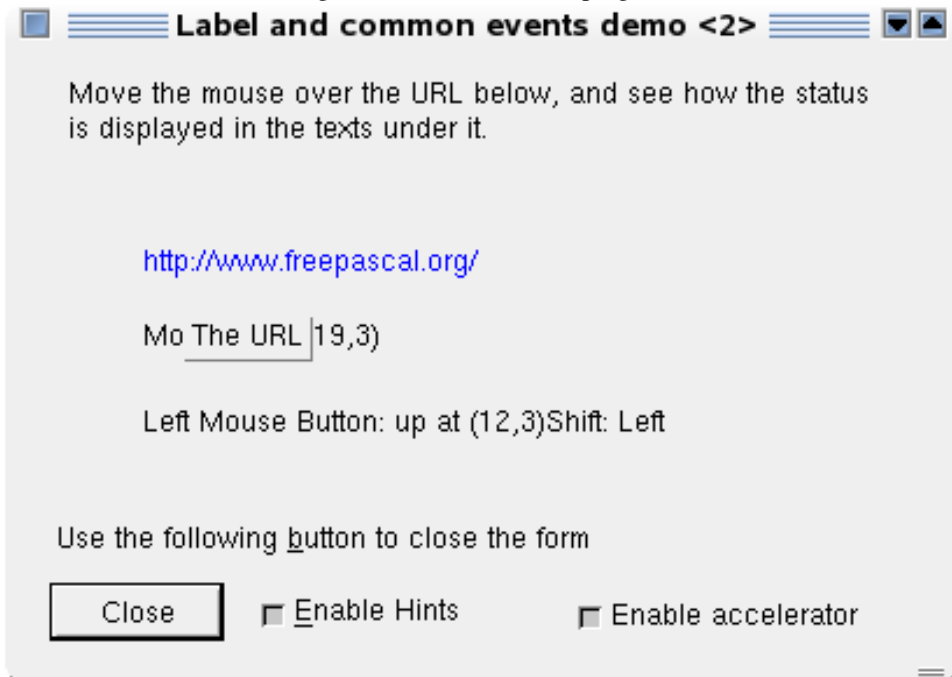 Label and common events demo <2>
Move the mouse over the URL below, and see how the status
is displayed in the texts under it.
http://www.freepascal.org/
Mo The URL 19,3)
Left Mouse Button: up at (12,3)Shift: Left
Use the following button to close the form
Close Enable Hints Enable accelerator